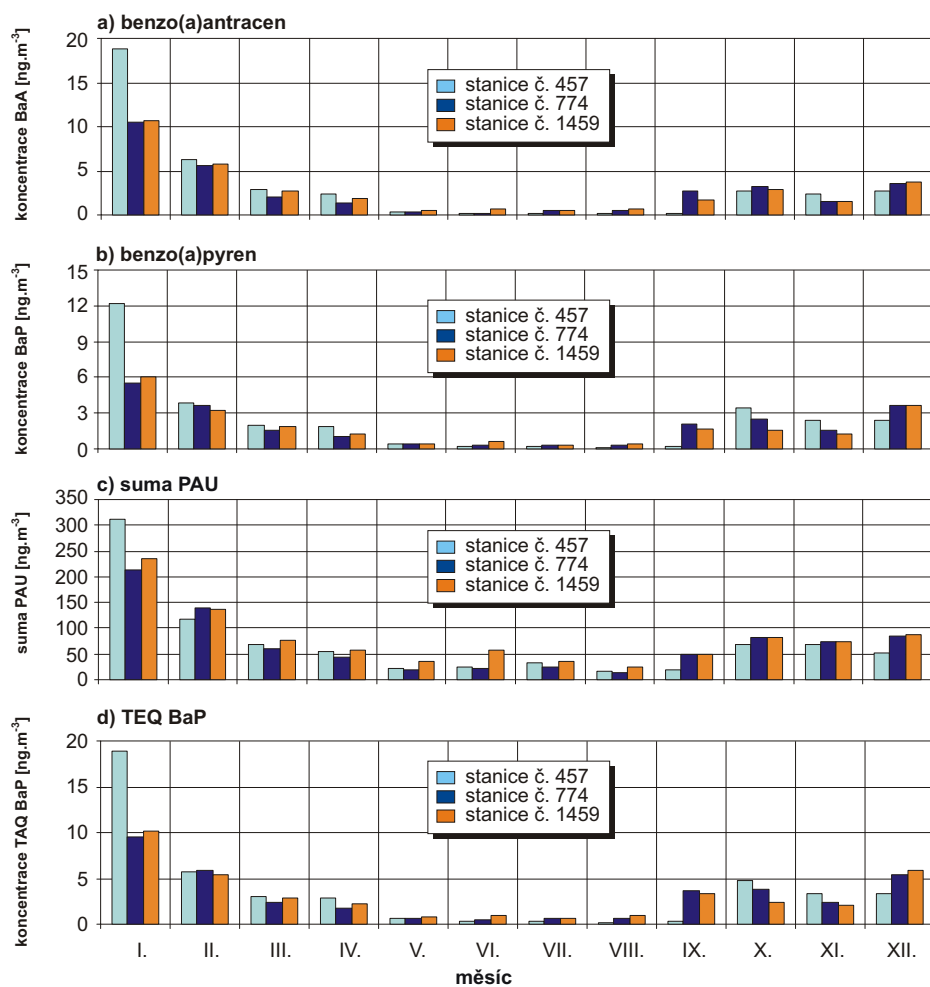 a) benzo(a)antracen
koncentrace BaA [ng.m⁻³]
20
15
10
5
0
stanice č. 457
stanice č. 774
stanice č. 1459
b) benzo(a)pyren
koncentrace BaP [ng.m⁻³]
15
12
9
6
3
0
stanice č. 457
stanice č. 774
stanice č. 1459
c) suma PAU
suma PAU [ng.m⁻³]
350
300
250
200
150
100
50
0
stanice č. 457
stanice č. 774
stanice č. 1459
d) TEQ BaP
koncentrace TAQ BaP [ng.m⁻³]
20
15
10
5
0
stanice č. 457
stanice č. 774
stanice č. 1459
I. II. III. IV. V. VI. VII. VIII. IX. X. XI. XII.
měsíc